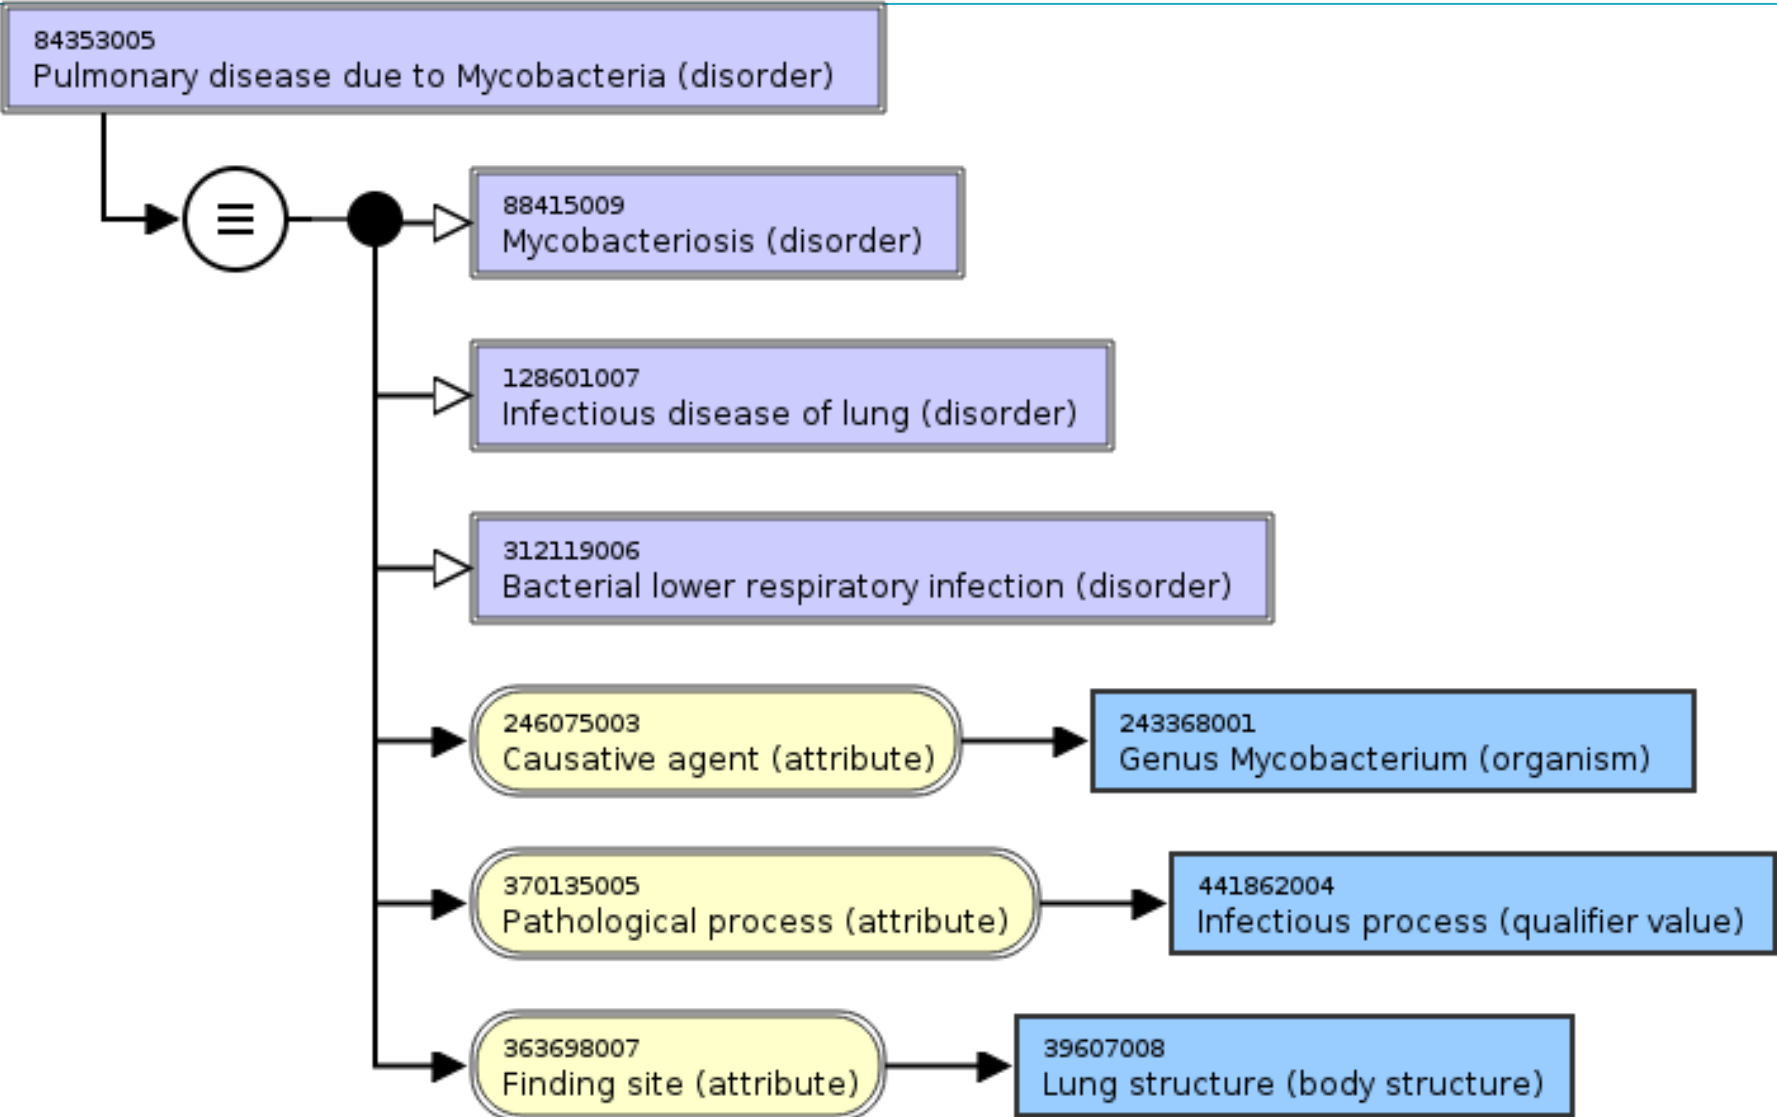 84353005
Pulmonary disease due to Mycobacteria (disorder)
88415009
Mycobacteriosis (disorder)
128601007
Infectious disease of lung (disorder)
312119006
Bacterial lower respiratory infection (disorder)
246075003
Causative agent (attribute)
243368001
Genus Mycobacterium (organism)
370135005
Pathological process (attribute)
441862004
Infectious process (qualifier value)
363698007
Finding site (attribute)
39607008
Lung structure (body structure)